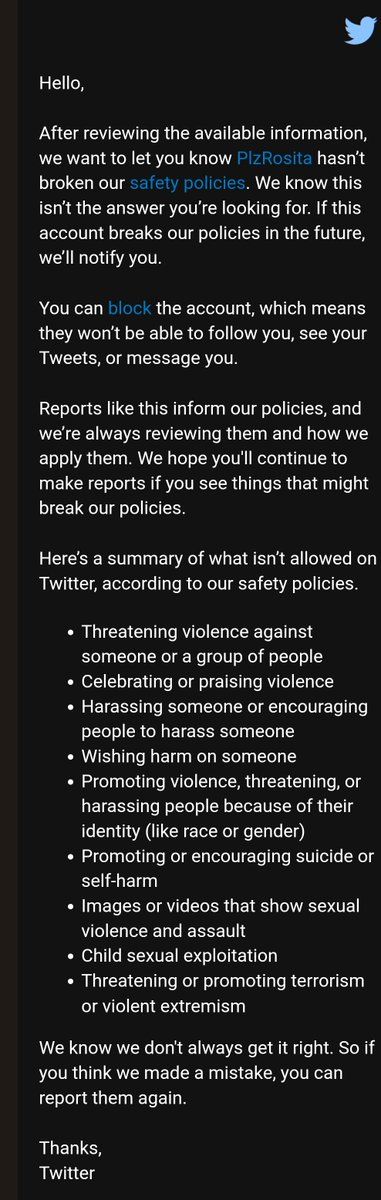 Hello,
After reviewing the available information,
we want to let you know PlzRosita hasn’t
broken our safety policies. We know this
isn’t the answer you’re looking for. If this
account breaks our policies in the future,
we’ll notify you.
You can block the account, which means
they won’t be able to follow you, see your
Tweets, or message you.
Reports like this inform our policies, and
we’re always reviewing them and how we
apply them. We hope you'll continue to
make reports if you see things that might
break our policies.
Here’s a summary of what isn’t allowed on
Twitter, according to our safety policies.
• Threatening violence against
someone or a group of people
• Celebrating or praising violence
• Harassing someone or encouraging
people to harass someone
• Wishing harm on someone
• Promoting violence, threatening, or
harassing people because of their
identity (like race or gender)
• Promoting or encouraging suicide or
self-harm
• Images or videos that show sexual
violence and assault
• Child sexual exploitation
• Threatening or promoting terrorism
or violent extremism
We know we don't always get it right. So if
you think we made a mistake, you can
report them again.
Thanks,
Twitter